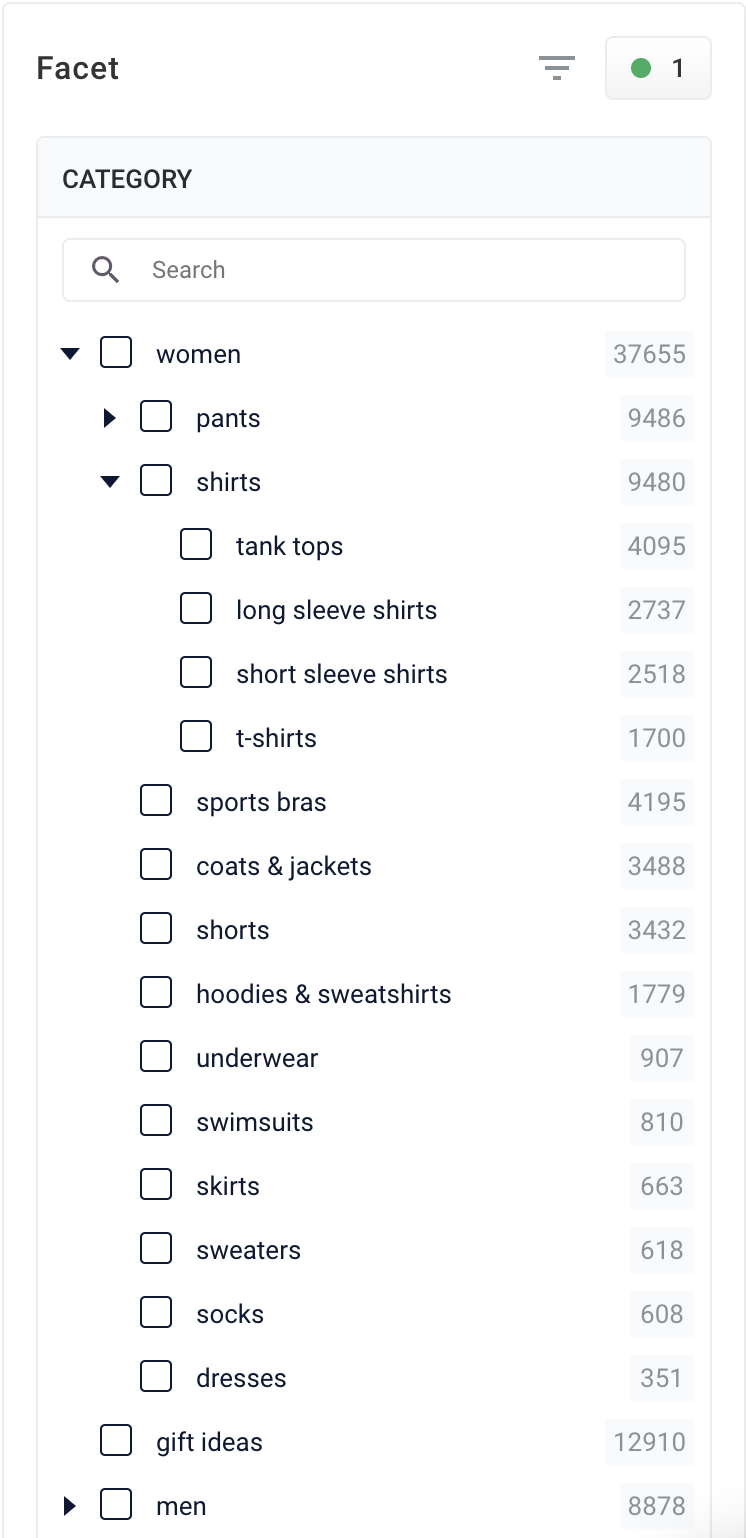 Facet
1
CATEGORY
Search
women 37655
pants 9486
shirts 9480
tank tops 4095
long sleeve shirts 2737
short sleeve shirts 2518
t-shirts 1700
sports bras 4195
coats & jackets 3488
shorts 3432
hoodies & sweatshirts 1779
underwear 907
swimsuits 810
skirts 663
sweaters 618
socks 608
dresses 351
gift ideas 12910
men 8878